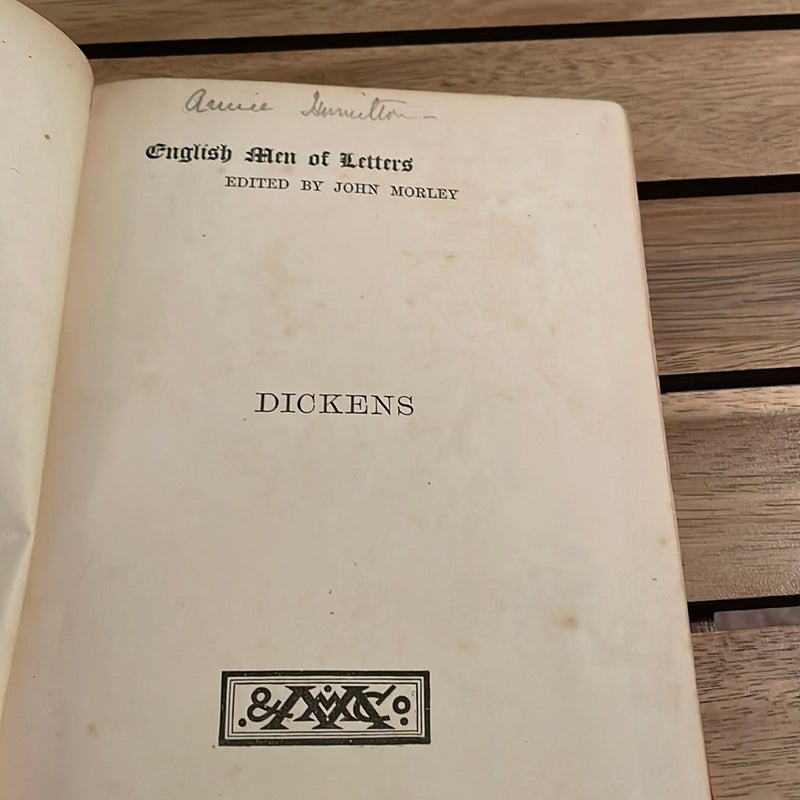 Annie Hamilton
English Men of Letters
EDITED BY JOHN MORLEY
DICKENS